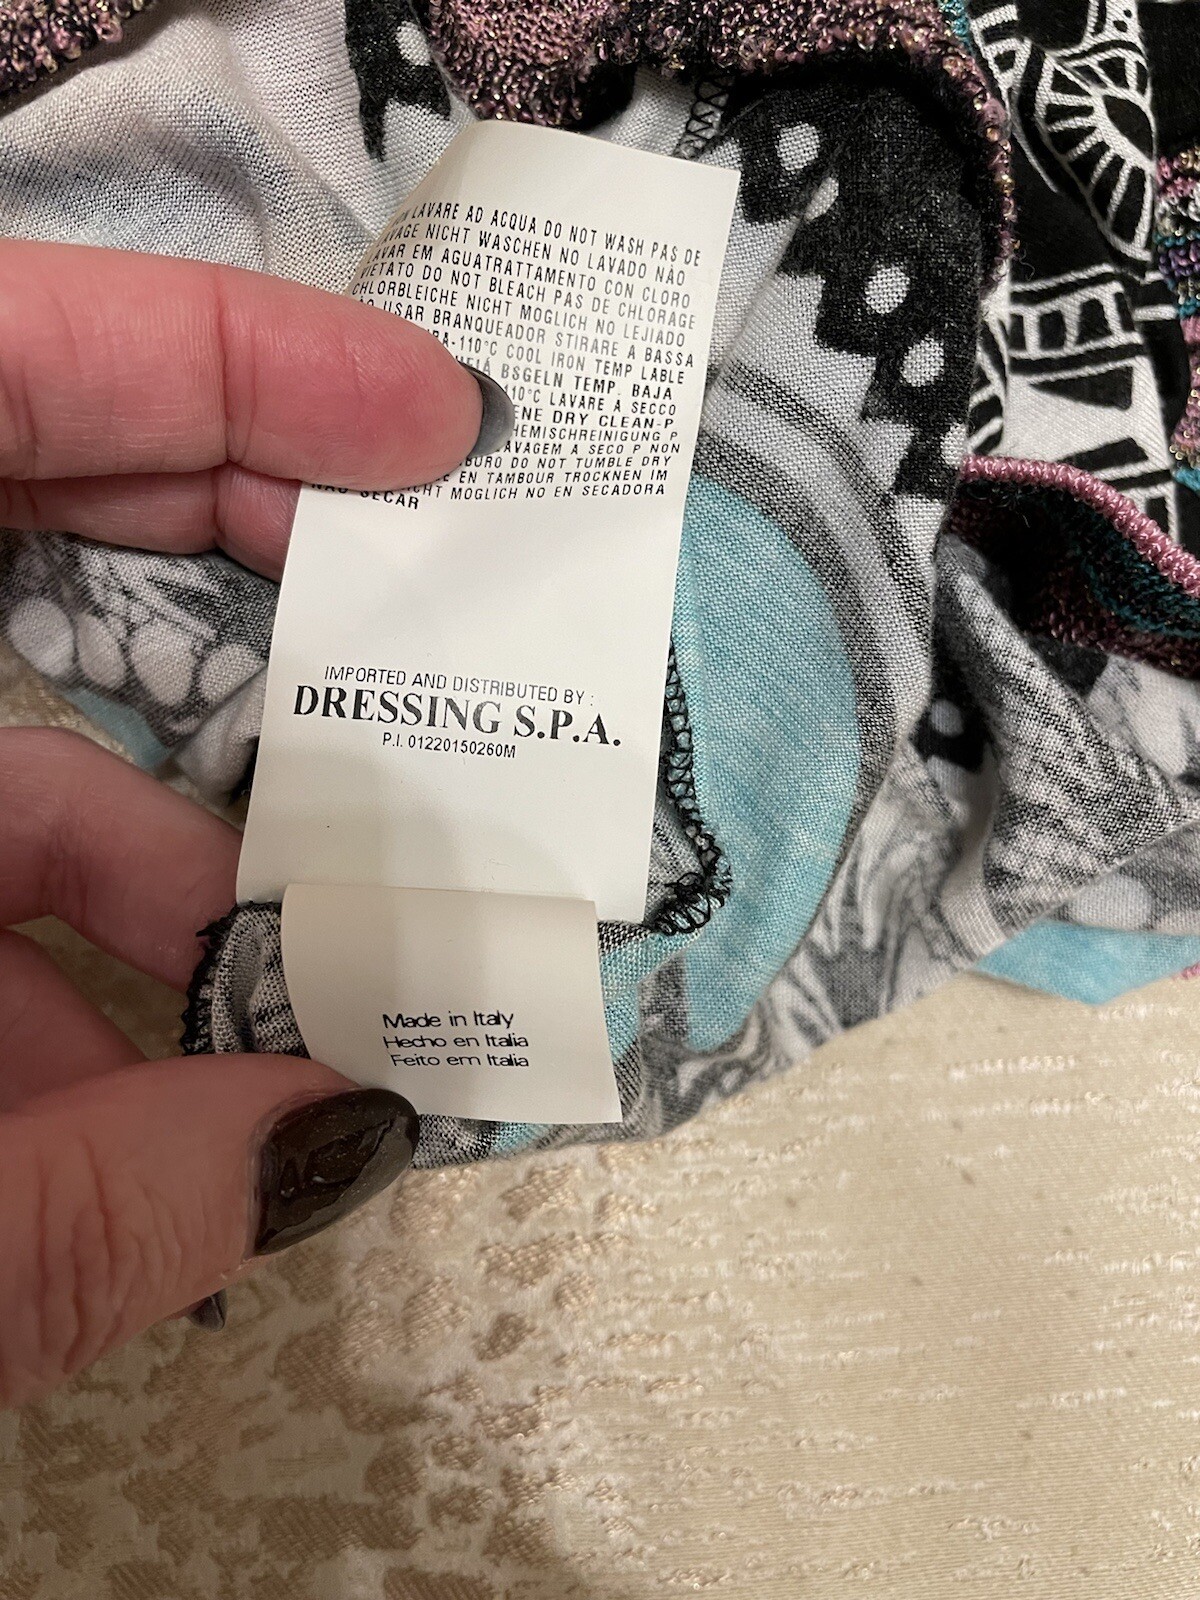 LAVARE AD ACQUA DO NOT WASH PAS DE
NICHT WASCHEN NO LAVADO NÃO
LAVAR EM AGUATRATTAMENTO CON CLORO
VIETATO DO NOT BLEACH PAS DE CHLORAGE
CHLORBLEICHE NICHT MOGLICH NO LEJIADO
USAR BRANQUEADOR STIRARE A BASSA
-110°C COOL IRON TEMP LABLE
BSGELN TEMP. BAJA
110°C LAVARE A SECCO
DRY CLEAN-P
HEMISCHREINIGUNG P
LAVAGEM A SECO P NON
BURO DO NOT TUMBLE DRY
EN TAMBOUR TROCKNEN IM
NICHT MOGLICH NO EN SECADORA
NAO SECAR
IMPORTED AND DISTRIBUTED BY :
DRESSING S.P.A.
P.I. 01220150260M
Made in Italy
Hecho en Italia
Feito em Italia